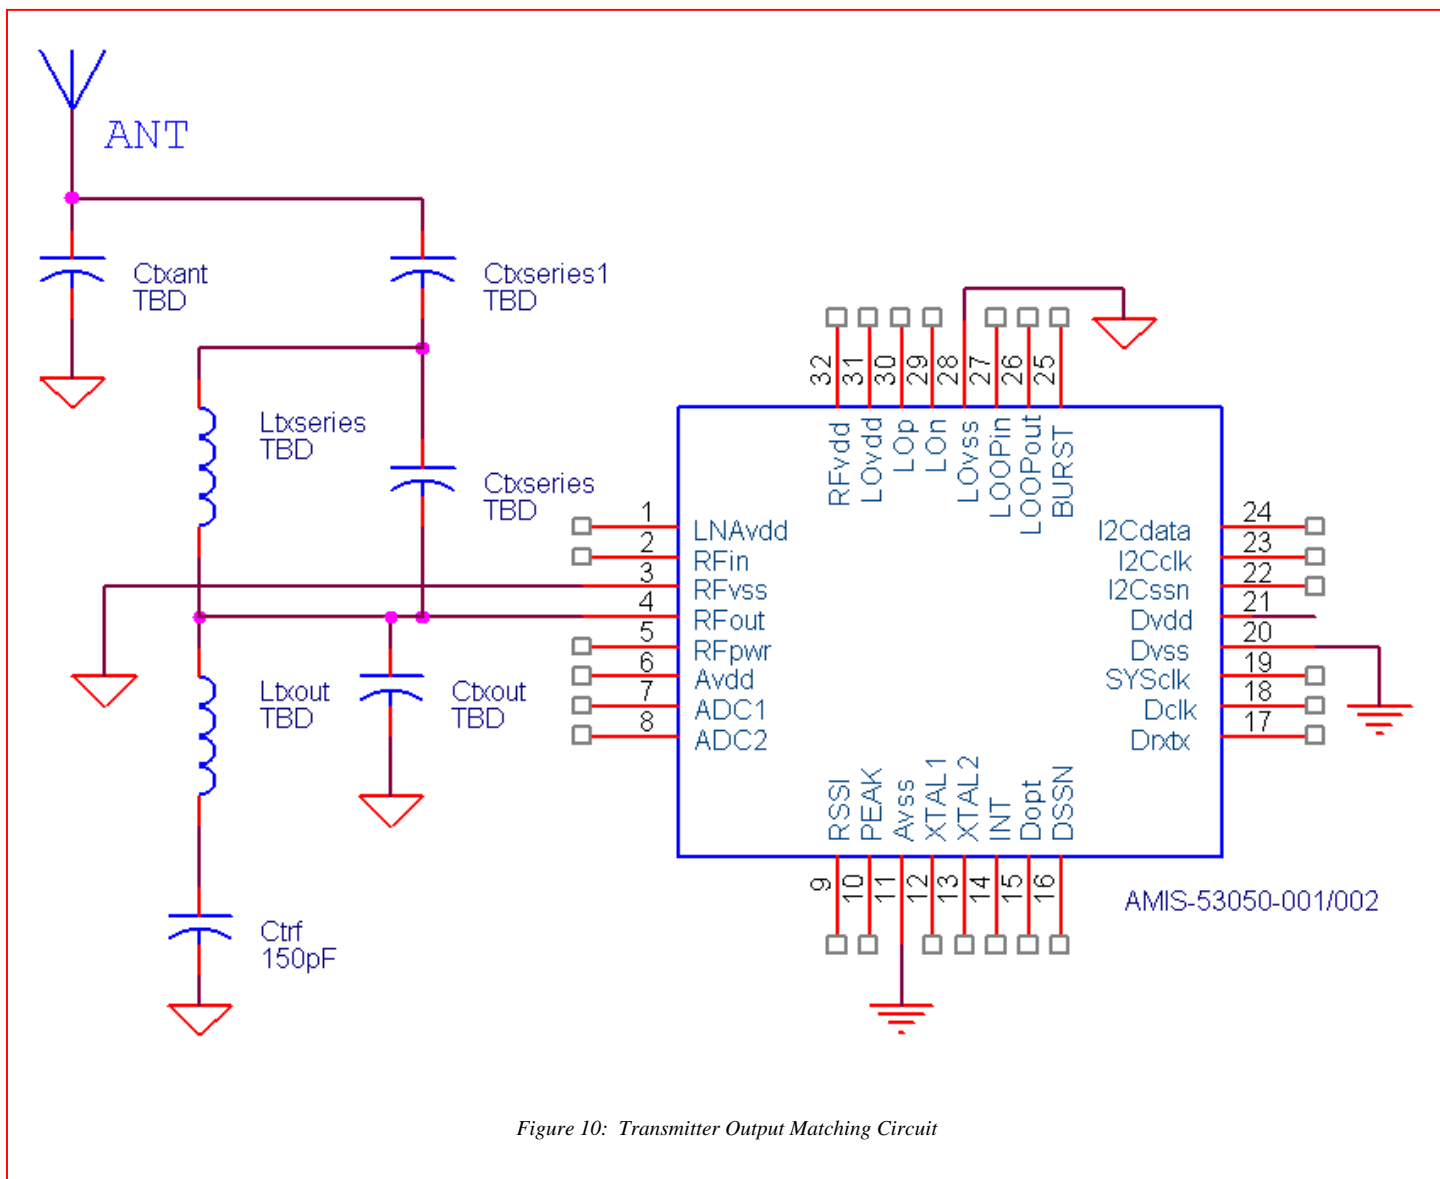 ANT
Ctxant
TBD
Ctxseries1
TBD
Ltxseries
TBD
Ctxseries
TBD
Ltxout
TBD
Ctxout
TBD
Ctrf
150pF
32
31
30
29
28
27
26
25
RFvdd
LOvdd
LOp
LOn
LOvss
LOOPin
LOOPout
BURST
1
LNAvdd
2
RFin
3
RFvss
4
RFout
5
RFpwr
6
Avdd
7
ADC1
8
ADC2
24
I2Cdata
23
I2Cclk
22
I2Cssn
21
Dvdd
20
Dvss
19
SYSclk
18
Dclk
17
Drxtx
RSSI
PEAK
Avss
XTAL1
XTAL2
INT
Dopt
DSSN
9
10
11
12
13
14
15
16
AMIS-53050-001/002
Figure 10: Transmitter Output Matching Circuit